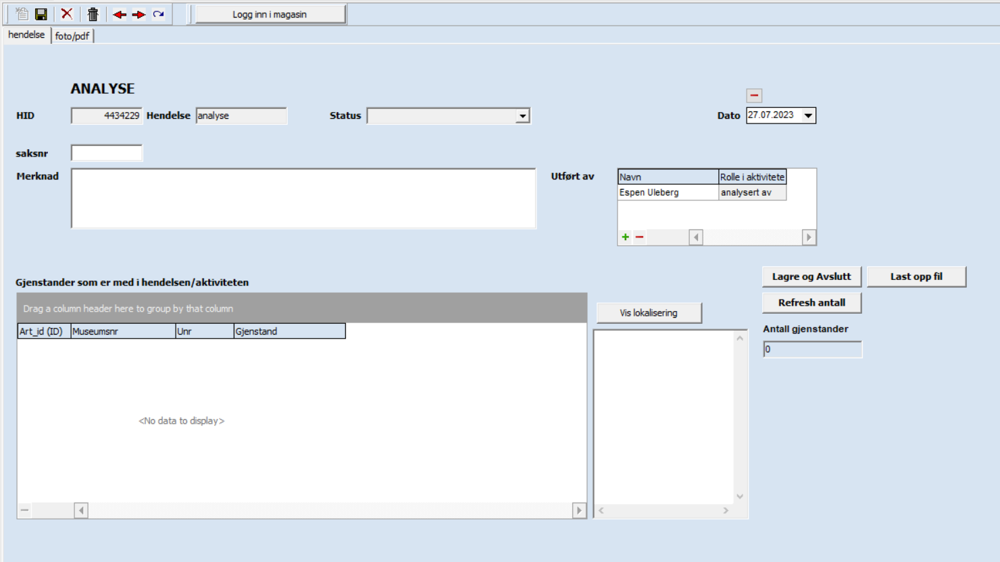 Logg inn i magasin
hendelse foto/pdf
ANALYSE
HID 4434229 Hendelse analyse Status Dato 27.07.2023
saksnr
Merknad Utført av Navn Rolle i aktivitete
Espen Uleberg analysert av
Lagre og Avslutt Last opp fil
Gjenstander som er med i hendelsen/aktiviteten
Refresh antall
Drag a column header here to group by that column
Vis lokalisering
Antall gjenstander
Art_id (ID) Museumsnr Unr Gjenstand
0
<No data to display>